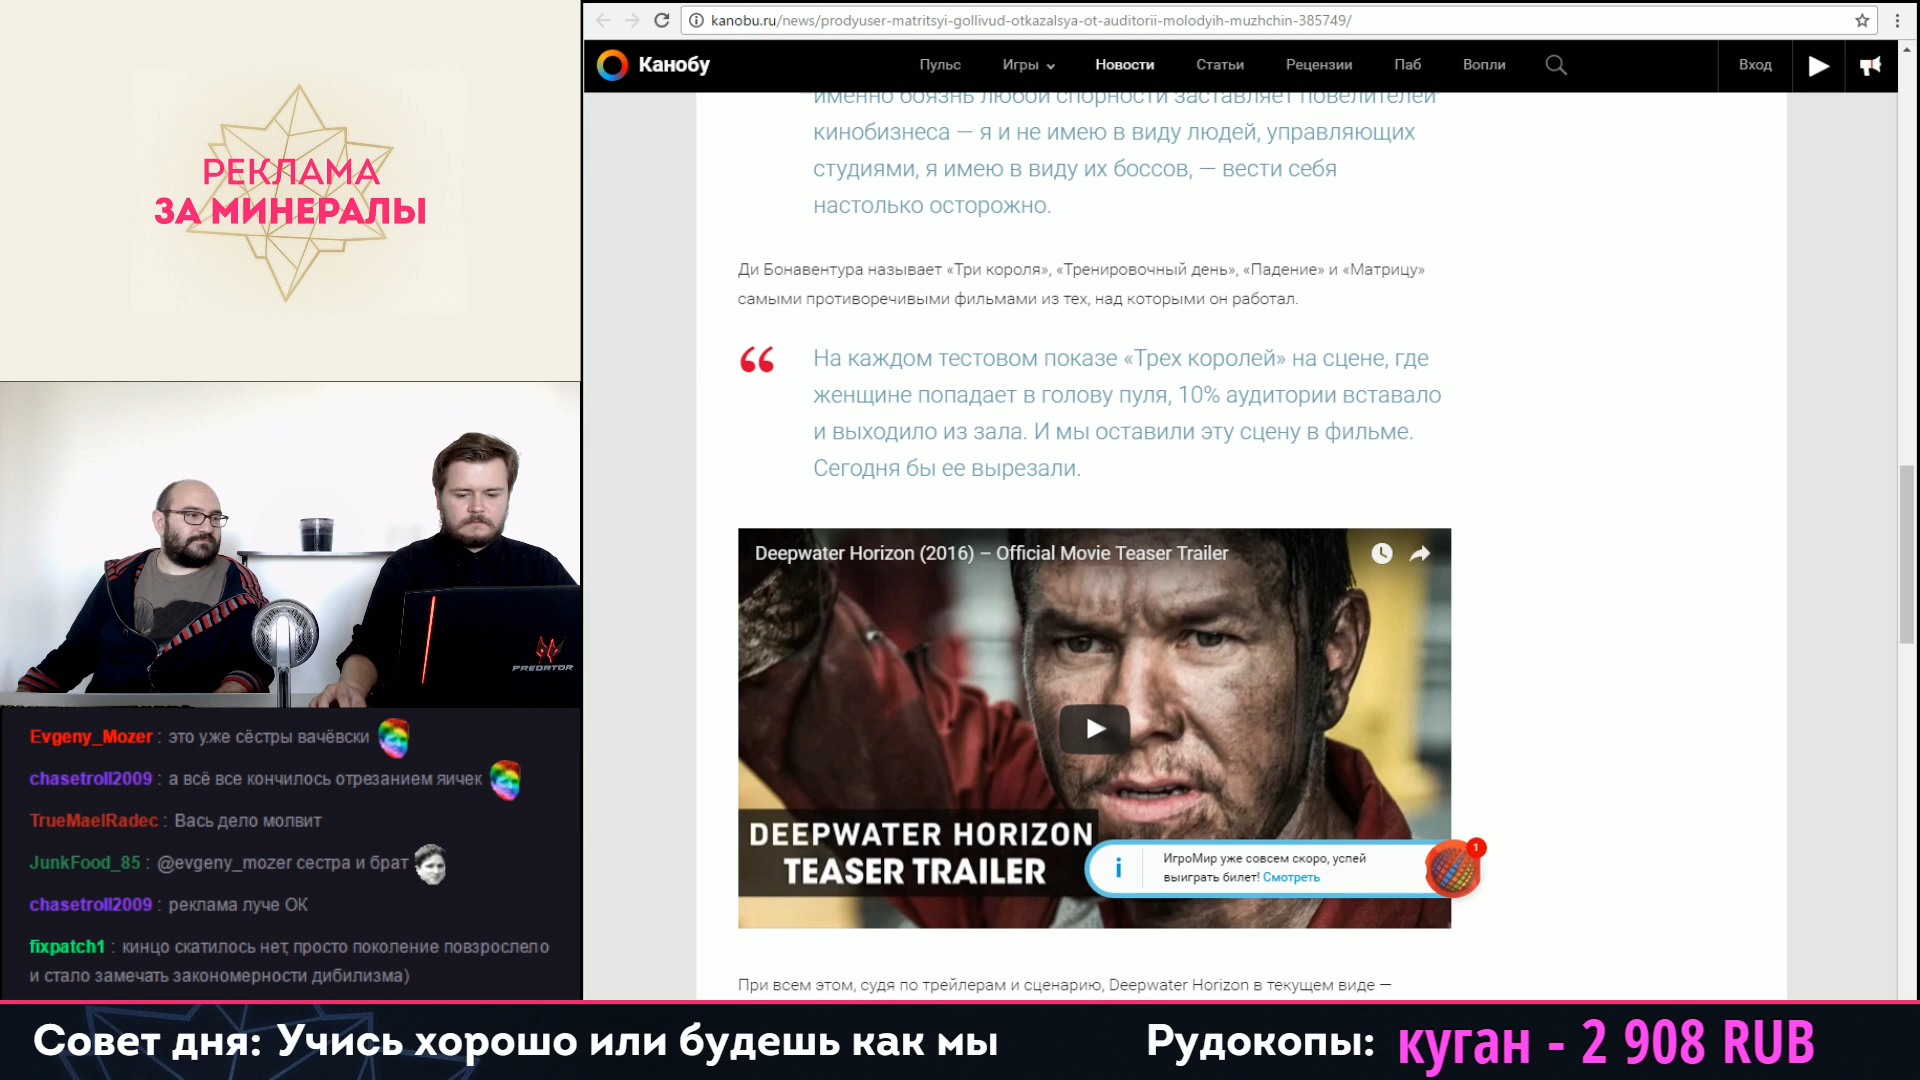 РЕКЛАМА
ЗА МИНЕРАЛЫ
kanobu.ru/news/prodyuser-matritsyi-gollivud-otkazalsya-ot-auditorii-molodyih-muzhchin-385749/
Канобу
Пульс
Игры
Новости
Статьи
Рецензии
Паб
Вопли
Вход
именно боязнь любой спорности заставляет повелителей
кинобизнеса — я и не имею в виду людей, управляющих
студиями, я имею в виду их боссов, — вести себя
настолько осторожно.
Ди Бонавентура называет «Три короля», «Тренировочный день», «Падение» и «Матрицу»
самыми противоречивыми фильмами из тех, над которыми он работал.
“ На каждом тестовом показе «Трех королей» на сцене, где
женщине попадает в голову пуля, 10% аудитории вставало
и выходило из зала. И мы оставили эту сцену в фильме.
Сегодня бы ее вырезали.
Deepwater Horizon (2016) – Official Movie Teaser Trailer
DEEPWATER HORIZON
TEASER TRAILER
i
ИгроМир уже совсем скоро, успей
выиграть билет! Смотреть
1
При всем этом, судя по трейлерам и сценарию, Deepwater Horizon в текущем виде —
PREDATOR
Evgeny_Mozer : это уже сёстры вачёвски
chasetroll2009 : а всё все кончилось отрезанием яичек
TrueMaelRadec : Вась дело молвит
JunkFood_85 : @evgeny_mozer сестра и брат
chasetroll2009 : реклама луче ОК
fixpatch1 : кинцо скатилось нет, просто поколение повзрослело
и стало замечать закономерности дибилизма)
Совет дня: Учись хорошо или будешь как мы
Рудокопы: куган - 2 908 RUB